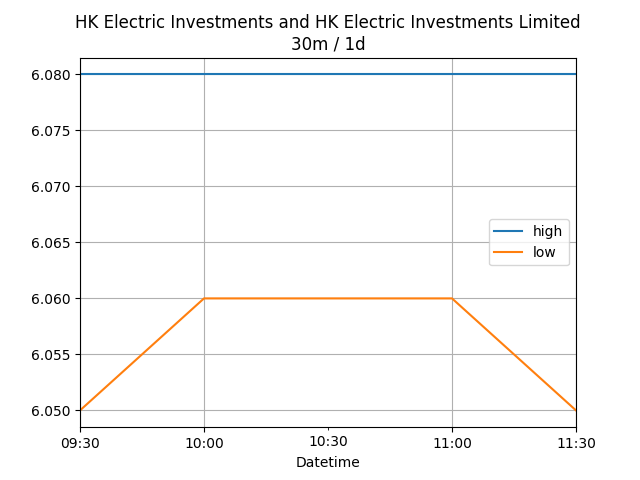 HK Electric Investments and HK Electric Investments Limited
30m / 1d
6.080
6.075
6.070
6.065
6.060
6.055
6.050
high
low
09:30 10:00 10:30 11:00 11:30
Datetime